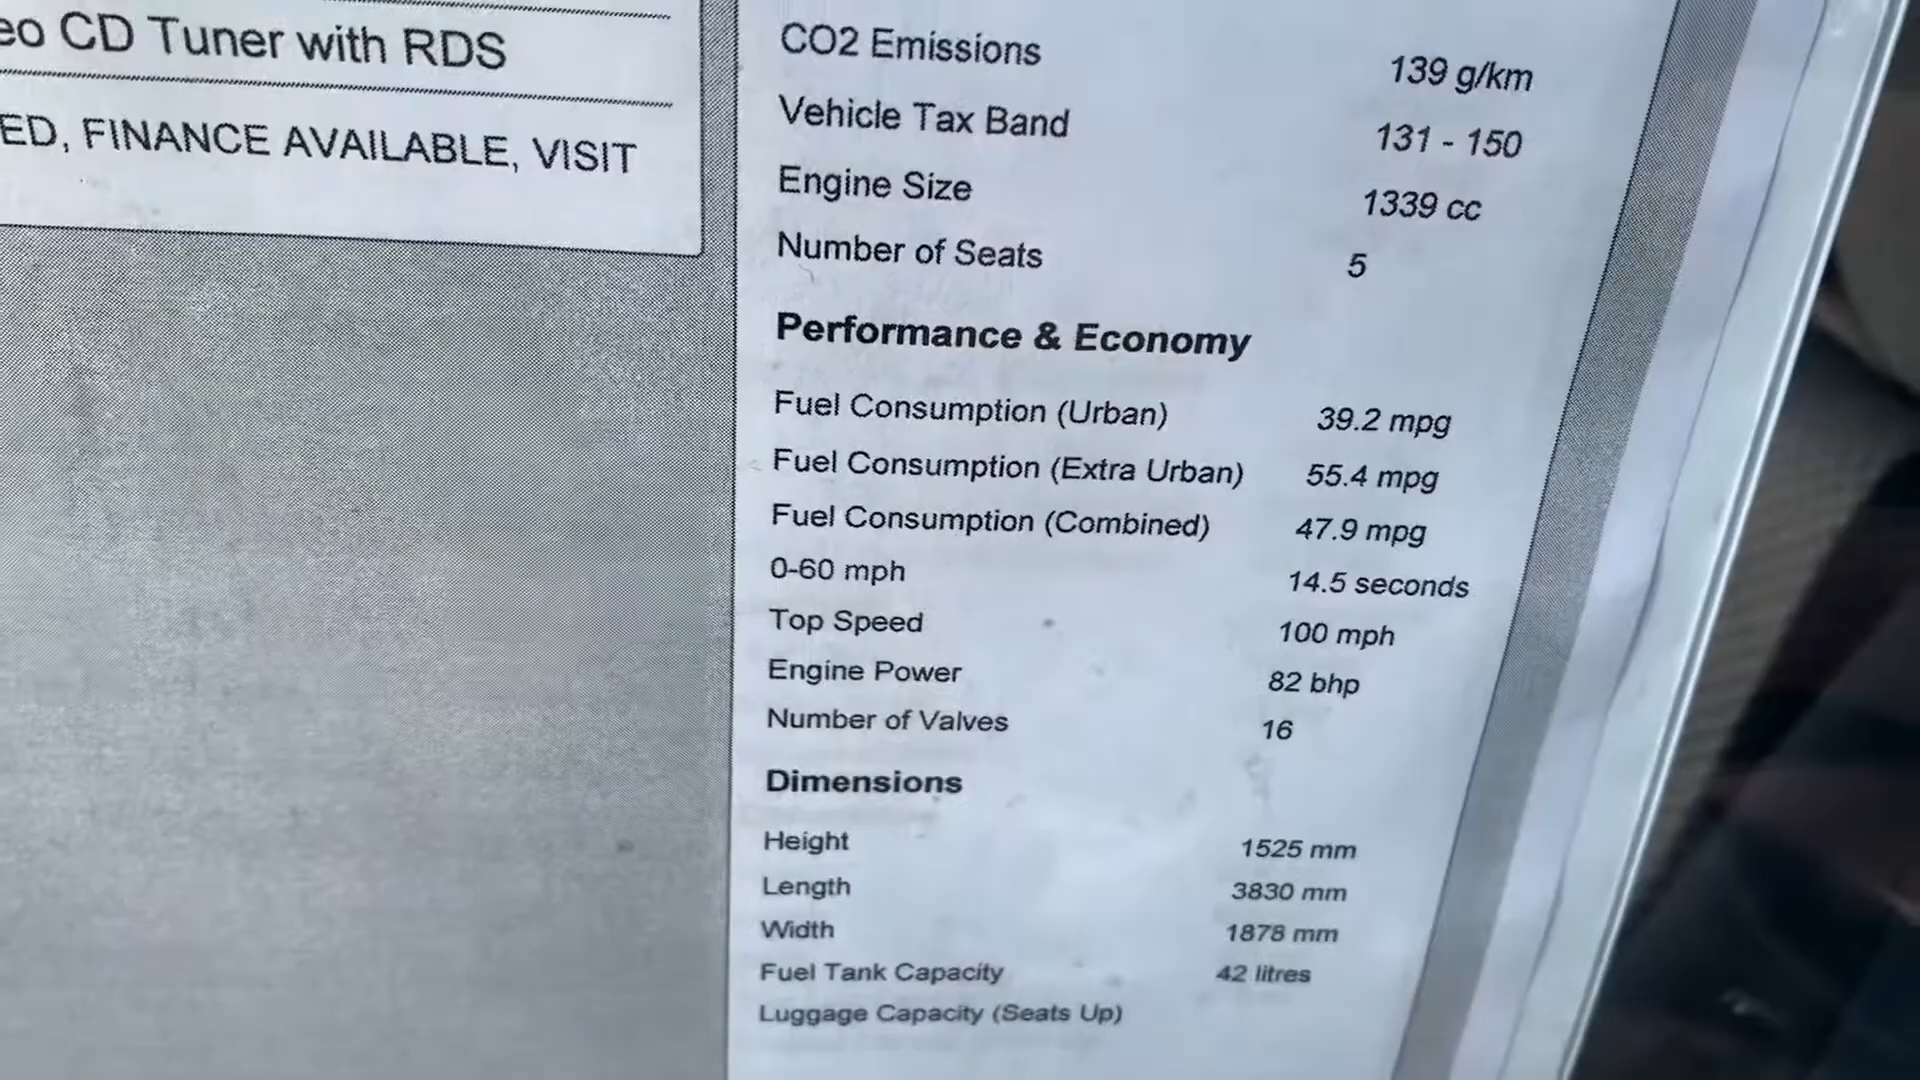 CD Tuner with RDS
FINANCE AVAILABLE, VISIT
CO2 Emissions 139 g/km
Vehicle Tax Band 131 - 150
Engine Size 1339 cc
Number of Seats 5
Performance & Economy
Fuel Consumption (Urban) 39.2 mpg
Fuel Consumption (Extra Urban) 55.4 mpg
Fuel Consumption (Combined) 47.9 mpg
0-60 mph 14.5 seconds
Top Speed 100 mph
Engine Power 82 bhp
Number of Valves 16
Dimensions
Height 1525 mm
Length 3830 mm
Width 1878 mm
Fuel Tank Capacity 42 litres
Luggage Capacity (Seats Up)